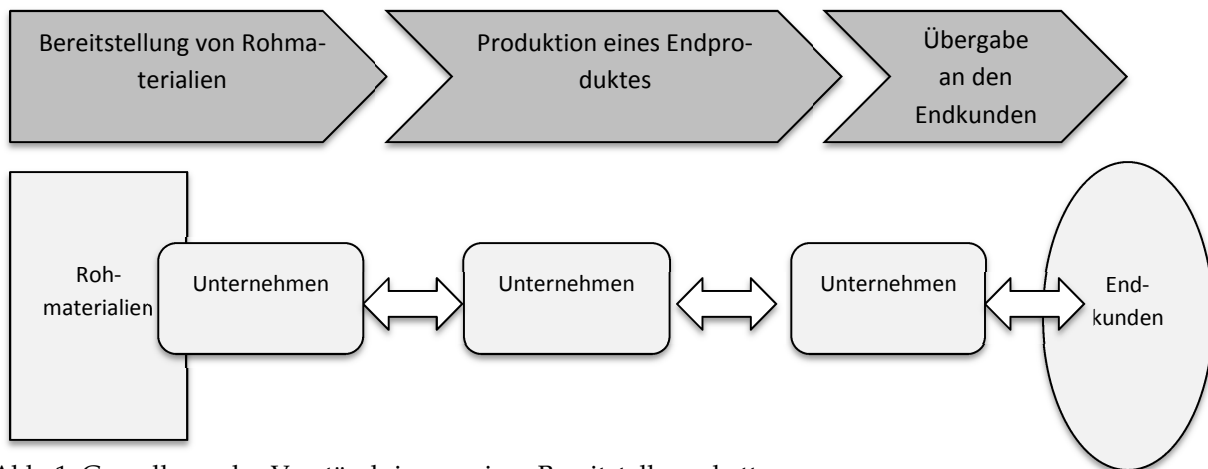 Bereitstellung von Rohma-
terialien
Produktion eines Endpro-
duktes
Übergabe
an den
Endkunden
Roh-
materialien
Unternehmen
Unternehmen
Unternehmen
End-
kunden